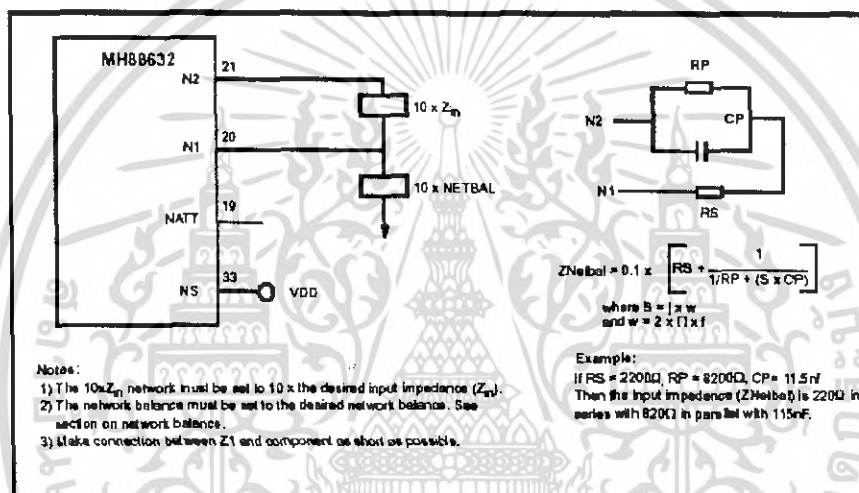 MH88632
N2
21
10 x Zin
N1
20
10 x NETBAL
NATT
19
NS
33
VDD
Notes:
1) The 10xZin network must be set to 10 x the desired input impedance (Zin).
2) The network balance must be set to the desired network balance. See
section on network balance.
3) Make connection between Z1 and component as short as possible.
RP
N2
CP
N1
RS
ZNetbal = 0.1 x [RS + 1 / 1/RP + (S x CP)]
where S = j x w
and w = 2 x ∏ x f
Example:
If RS = 2200Ω, RP = 8200Ω, CP = 11.5nf
Then the input impedance (ZNetbal) is 220Ω in
series with 820Ω in parallel with 115nF.